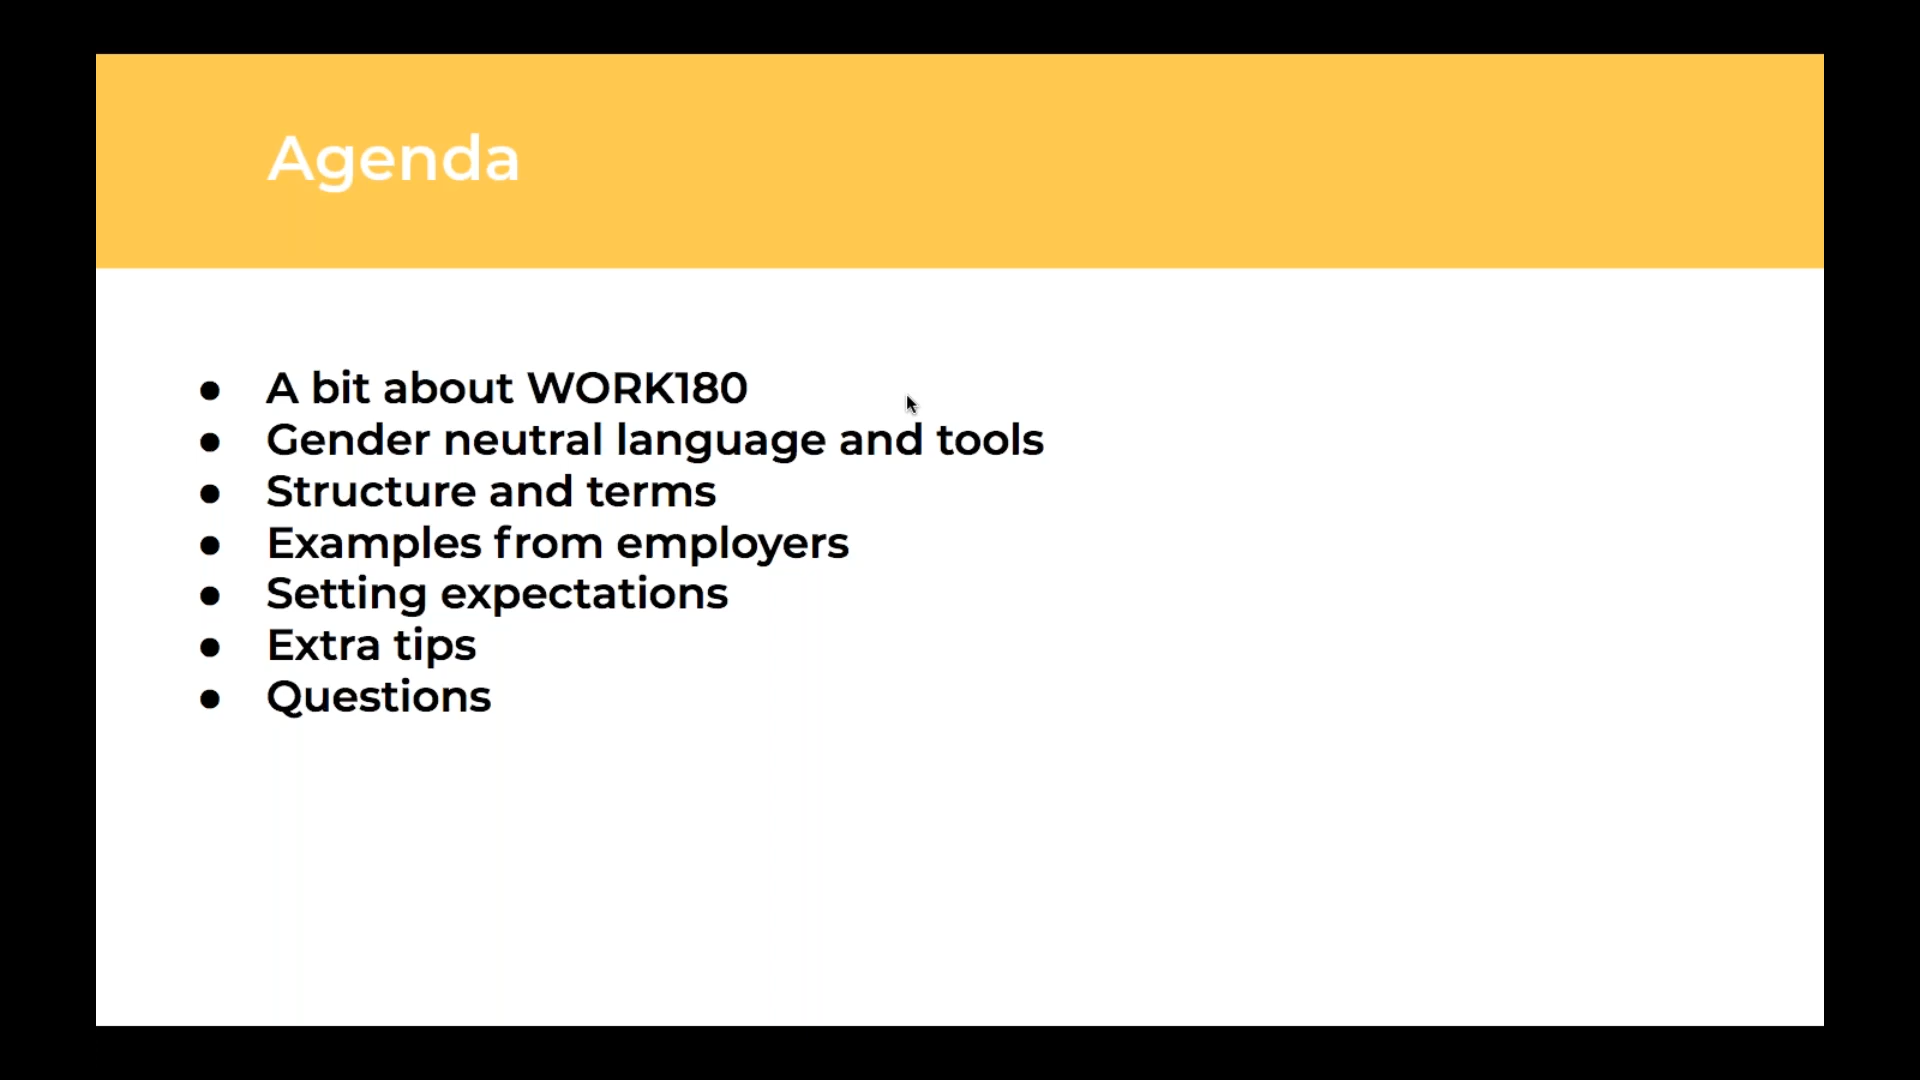 Agenda
● A bit about WORK180
● Gender neutral language and tools
● Structure and terms
● Examples from employers
● Setting expectations
● Extra tips
● Questions